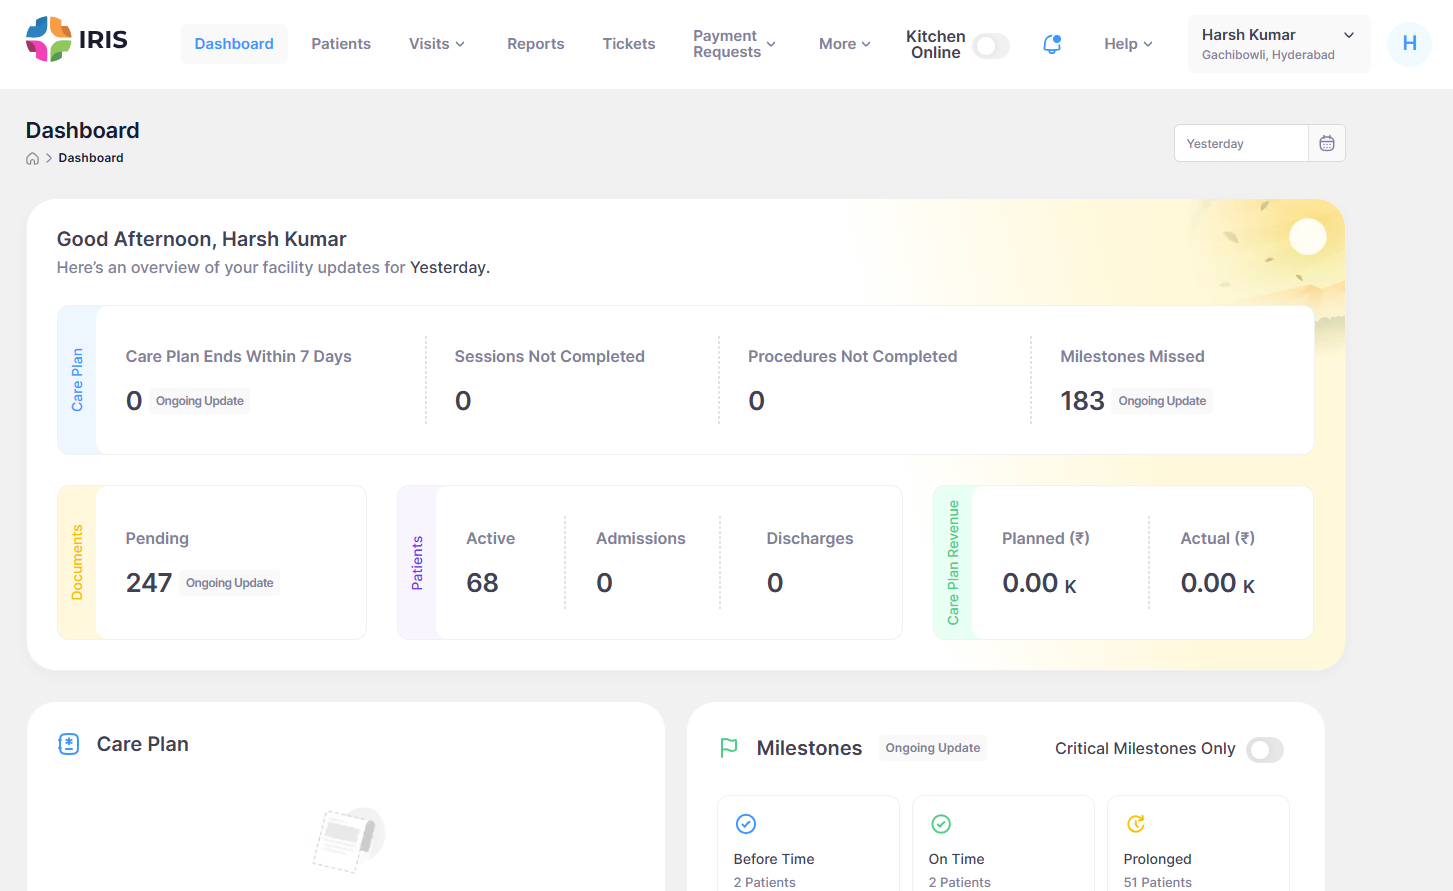 IRIS
Dashboard
Patients
Visits
Reports
Tickets
Payment
Requests
More
Kitchen
Online
Help
Harsh Kumar
Gachibowli, Hyderabad
H
Dashboard
Dashboard
Yesterday
Good Afternoon, Harsh Kumar
Here's an overview of your facility updates for Yesterday.
Care Plan
Care Plan Ends Within 7 Days
0 Ongoing Update
Sessions Not Completed
0
Procedures Not Completed
0
Milestones Missed
183 Ongoing Update
Documents
Pending
247 Ongoing Update
Patients
Active
68
Admissions
0
Discharges
0
Care Plan Revenue
Planned (₹)
0.00 K
Actual (₹)
0.00 K
Care Plan
Milestones Ongoing Update
Critical Milestones Only
Before Time
2 Patients
On Time
2 Patients
Prolonged
51 Patients